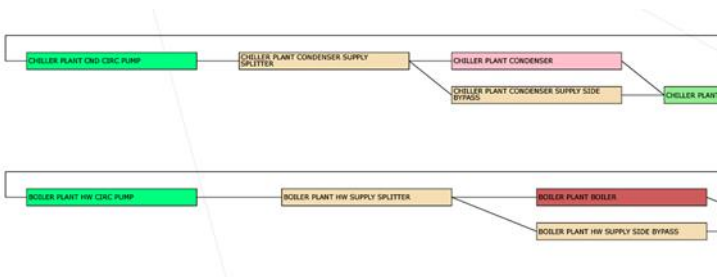 CHILLER PLANT CND CIRC PUMP
CHILLER PLANT CONDENSER SUPPLY
SPLITTER
CHILLER PLANT CONDENSER
CHILLER PLANT CONDENSER SUPPLY SIDE
BYPASS
CHILLER PLANT
BOILER PLANT HW CIRC PUMP
BOILER PLANT HW SUPPLY SPLITTER
BOILER PLANT BOILER
BOILER PLANT HW SUPPLY SIDE BYPASS